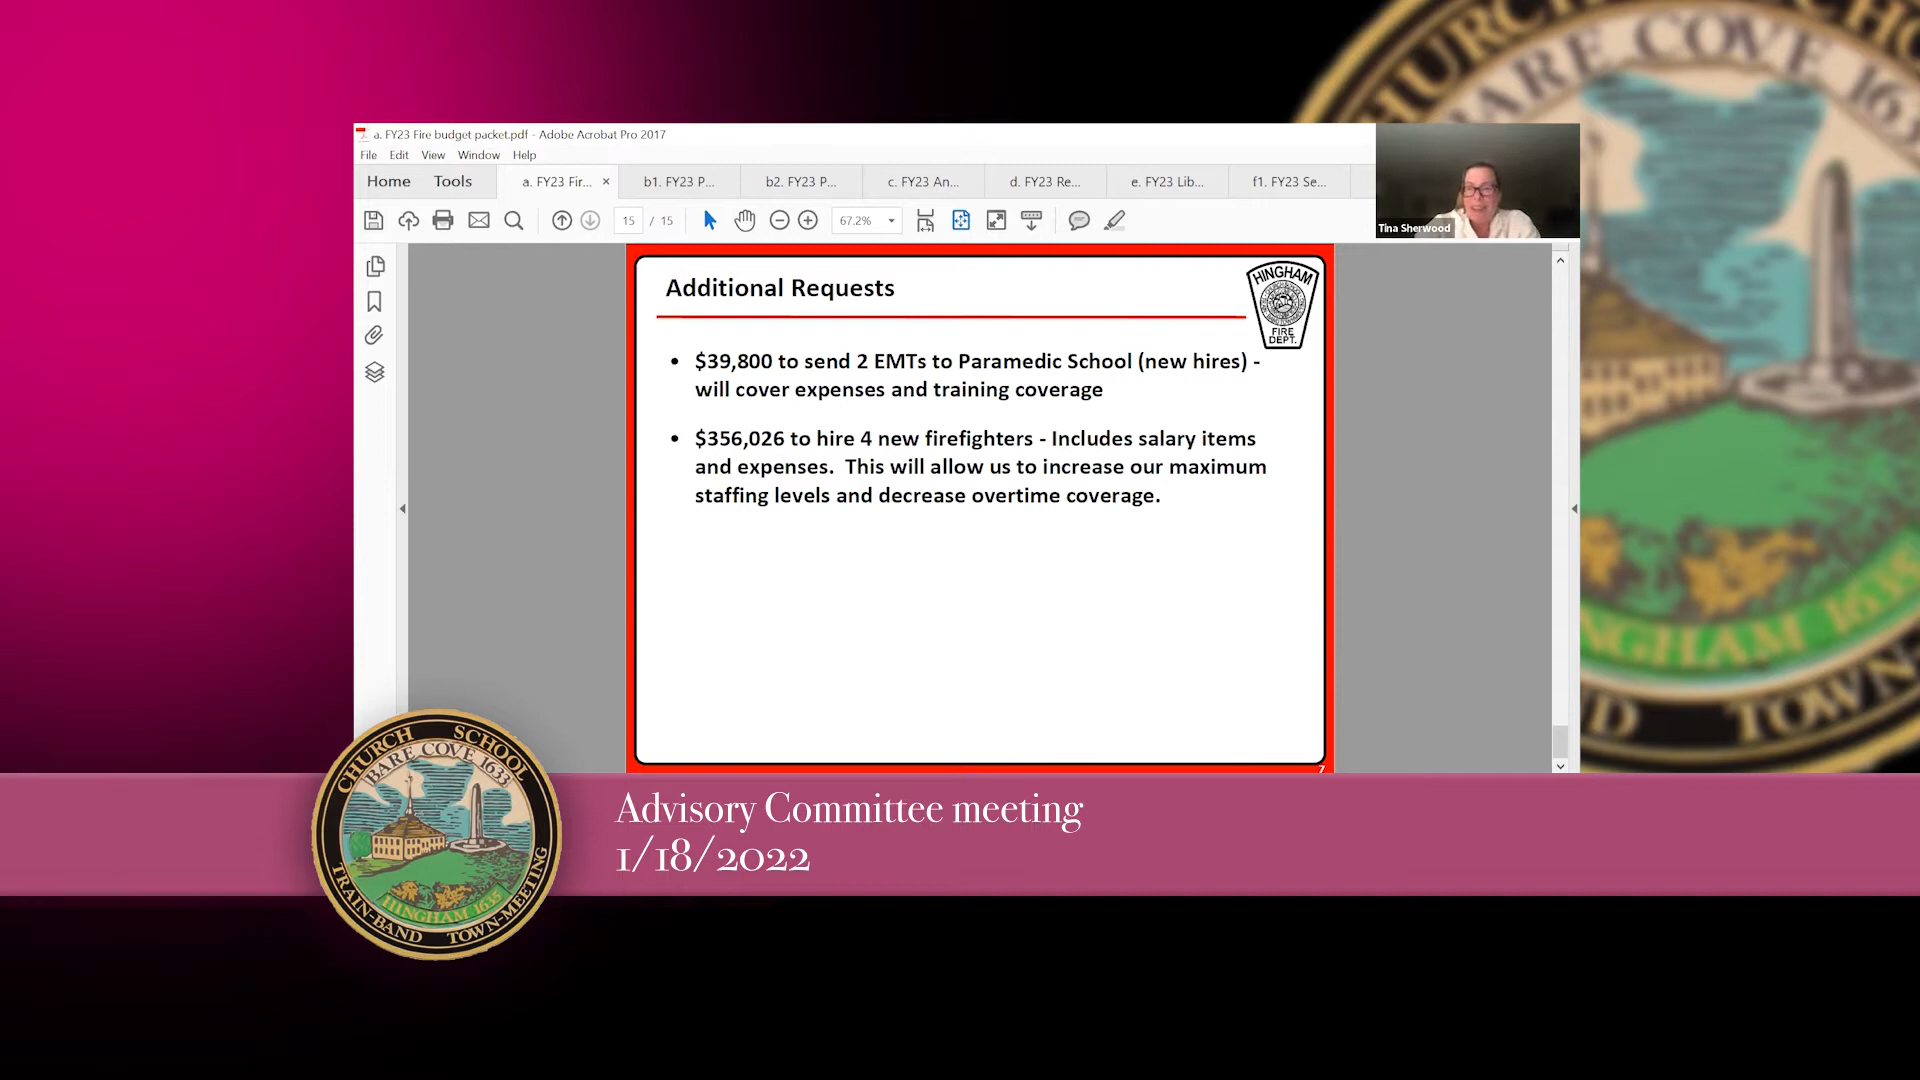 a. FY23 Fire budget packet.pdf - Adobe Acrobat Pro 2017
File Edit View Window Help
Home Tools a. FY23 Fir... × b1. FY23 P... b2. FY23 P... c. FY23 An... d. FY23 Re... e. FY23 Lib... f1. FY23 Se...
15 / 15 67.2%
Tina Sherwood
Additional Requests
HINGHAM
FIRE
DEPT.
• $39,800 to send 2 EMTs to Paramedic School (new hires) -
will cover expenses and training coverage
• $356,026 to hire 4 new firefighters - Includes salary items
and expenses.  This will allow us to increase our maximum
staffing levels and decrease overtime coverage.
7
Advisory Committee meeting
1/18/2022
CHURCH SCHOOL
BARE COVE 1633
HINGHAM 1635
TRAIN-BAND TOWN-MEETING